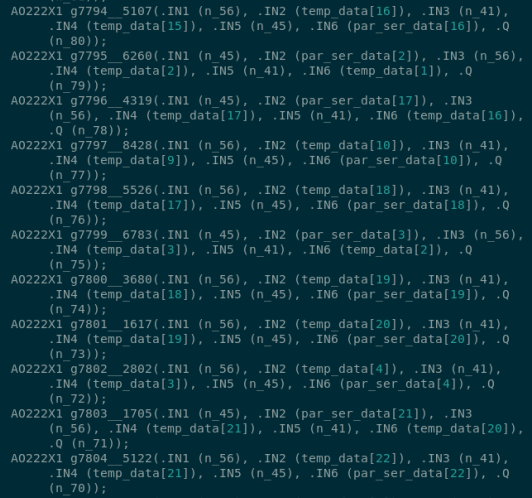 AO222X1 g7794__5107(.IN1 (n_56), .IN2 (temp_data[16]), .IN3 (n_41),
.IN4 (temp_data[15]), .IN5 (n_45), .IN6 (par_ser_data[16]), .Q
(n_80));
AO222X1 g7795__6260(.IN1 (n_45), .IN2 (par_ser_data[2]), .IN3 (n_56),
.IN4 (temp_data[2]), .IN5 (n_41), .IN6 (temp_data[1]), .Q
(n_79));
AO222X1 g7796__4319(.IN1 (n_45), .IN2 (par_ser_data[17]), .IN3
(n_56), .IN4 (temp_data[17]), .IN5 (n_41), .IN6 (temp_data[16]),
.Q (n_78));
AO222X1 g7797__8428(.IN1 (n_56), .IN2 (temp_data[10]), .IN3 (n_41),
.IN4 (temp_data[9]), .IN5 (n_45), .IN6 (par_ser_data[10]), .Q
(n_77));
AO222X1 g7798__5526(.IN1 (n_56), .IN2 (temp_data[18]), .IN3 (n_41),
.IN4 (temp_data[17]), .IN5 (n_45), .IN6 (par_ser_data[18]), .Q
(n_76));
AO222X1 g7799__6783(.IN1 (n_45), .IN2 (par_ser_data[3]), .IN3 (n_56),
.IN4 (temp_data[3]), .IN5 (n_41), .IN6 (temp_data[2]), .Q
(n_75));
AO222X1 g7800__3680(.IN1 (n_56), .IN2 (temp_data[19]), .IN3 (n_41),
.IN4 (temp_data[18]), .IN5 (n_45), .IN6 (par_ser_data[19]), .Q
(n_74));
AO222X1 g7801__1617(.IN1 (n_56), .IN2 (temp_data[20]), .IN3 (n_41),
.IN4 (temp_data[19]), .IN5 (n_45), .IN6 (par_ser_data[20]), .Q
(n_73));
AO222X1 g7802__2802(.IN1 (n_56), .IN2 (temp_data[4]), .IN3 (n_41),
.IN4 (temp_data[3]), .IN5 (n_45), .IN6 (par_ser_data[4]), .Q
(n_72));
AO222X1 g7803__1705(.IN1 (n_45), .IN2 (par_ser_data[21]), .IN3
(n_56), .IN4 (temp_data[21]), .IN5 (n_41), .IN6 (temp_data[20]),
.Q (n_71));
AO222X1 g7804__5122(.IN1 (n_56), .IN2 (temp_data[22]), .IN3 (n_41),
.IN4 (temp_data[21]), .IN5 (n_45), .IN6 (par_ser_data[22]), .Q
(n_70));